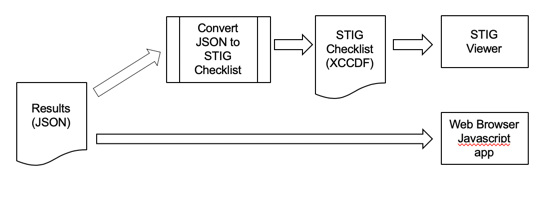 Convert
JSON to
STIG
Checklist
STIG
Checklist
(XCCDF)
STIG
Viewer
Results
(JSON)
Web Browser
Javascript
app